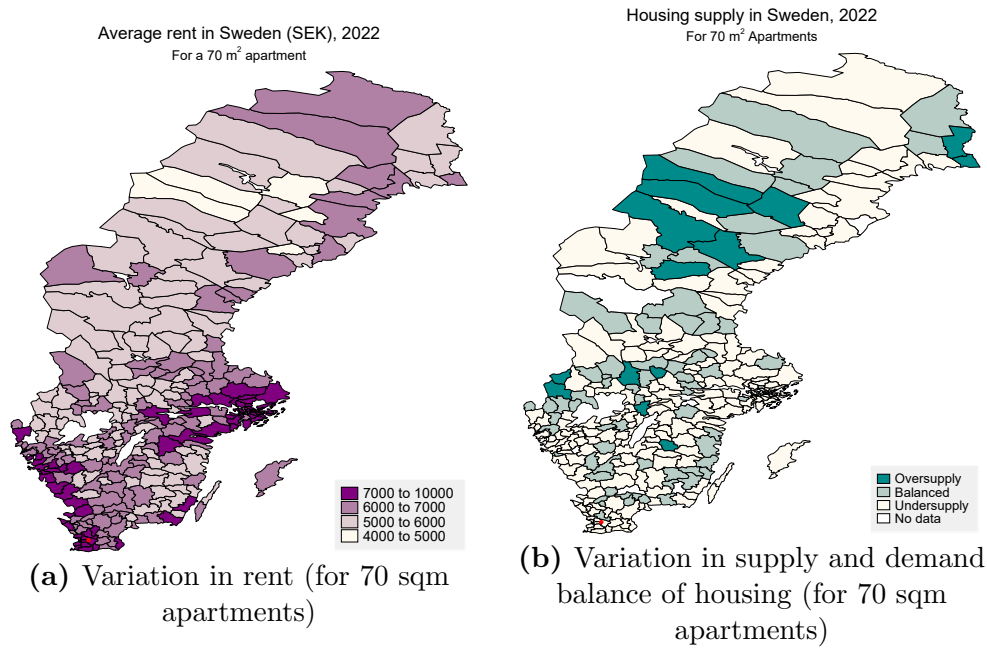 Average rent in Sweden (SEK), 2022
For a 70 m² apartment
7000 to 10000
6000 to 7000
5000 to 6000
4000 to 5000
(a) Variation in rent (for 70 sqm
apartments)
Housing supply in Sweden, 2022
For 70 m² Apartments
Oversupply
Balanced
Undersupply
No data
(b) Variation in supply and demand
balance of housing (for 70 sqm
apartments)